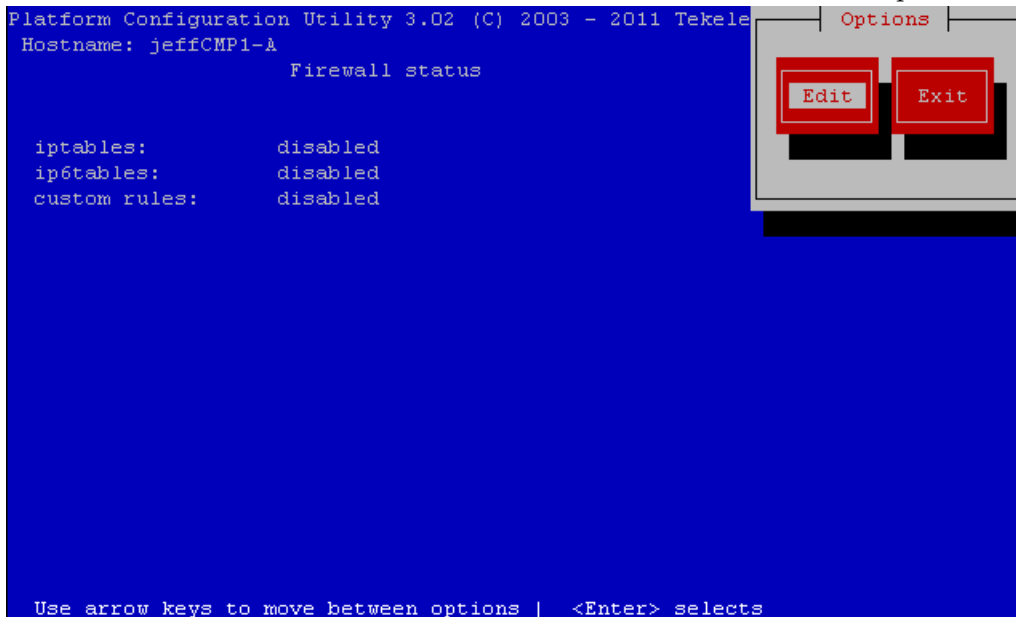 Platform Configuration Utility 3.02 (C) 2003 - 2011 Tekele
Options
Hostname: jeffCMP1-A
Firewall status
Edit Exit
iptables: disabled
ip6tables: disabled
custom rules: disabled
Use arrow keys to move between options | <Enter> selects